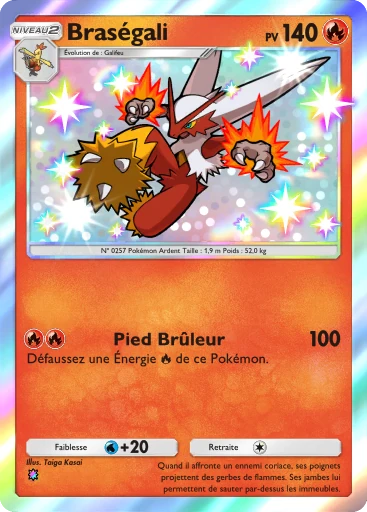 NIVEAU 2
Braségali
PV 140
Évolution de : Galifeu
N° 0257 Pokémon Ardent Taille : 1,9 m Poids : 52,0 kg
Pied Brûleur 100
Défaussez une Énergie de ce Pokémon.
Faiblesse +20 Retraite
Illus. Taiga Kasai
Quand il affronte un ennemi coriace, ses poignets
projettent des gerbes de flammes. Ses jambes lui
permettent de sauter par-dessus les immeubles.